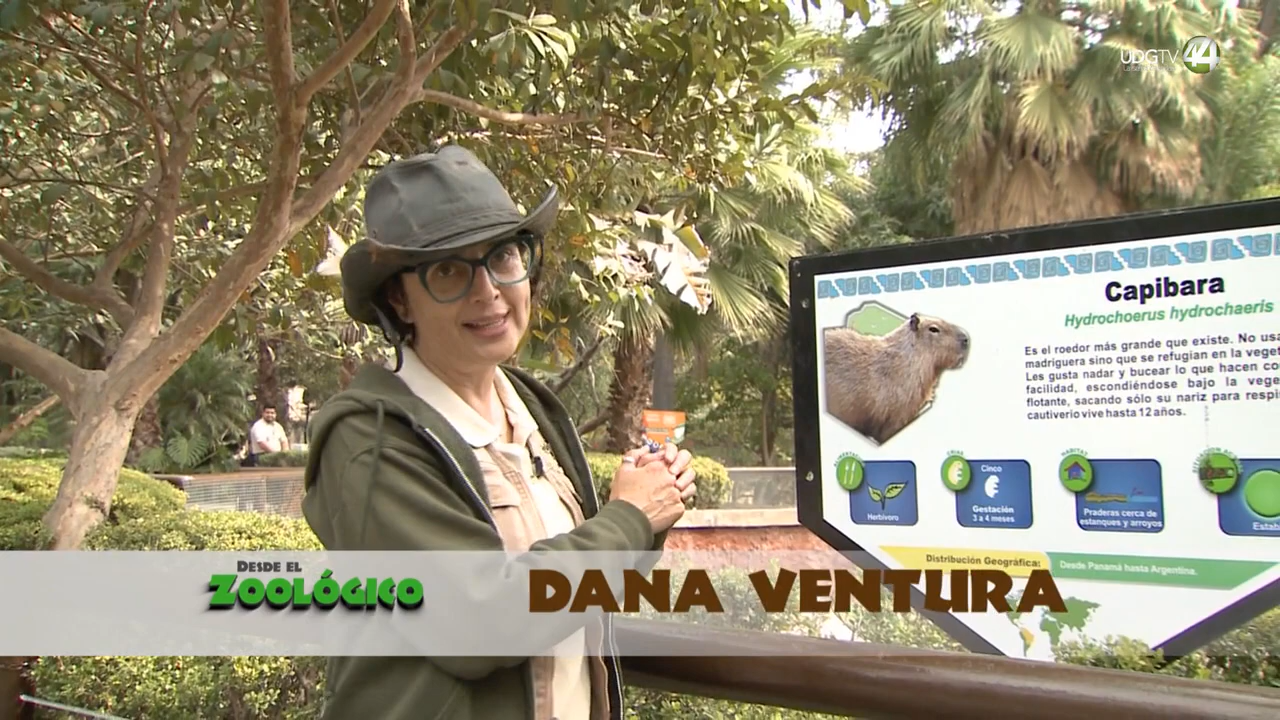 UDGTV 44
Capibara
Hydrochoerus hydrochaeris
Es el roedor más grande que existe. No usa
madriguera sino que se refugian en la veget
Les gusta nadar y bucear lo que hacen co
facilidad, escondiéndose bajo la vege
flotante, sacando sólo su nariz para respi
cautiverio vive hasta 12 años.
Herbívoro
CRÍAS
Cinco
Gestación
3 a 4 meses
HÁBITAT
Praderas cerca de
estanques y arroyos
Estab
Distribución Geográfica:
Desde Panamá hasta Argentina.
DESDE EL
ZOOLÓGICO
DANA VENTURA